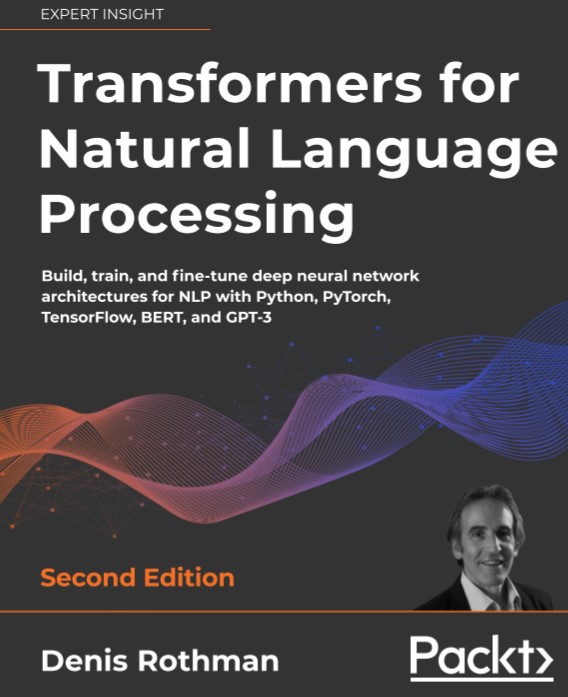 EXPERT INSIGHT
Transformers for
Natural Language
Processing
Build, train, and fine-tune deep neural network
architectures for NLP with Python, PyTorch,
TensorFlow, BERT, and GPT-3
Second Edition
Denis Rothman
Packt>